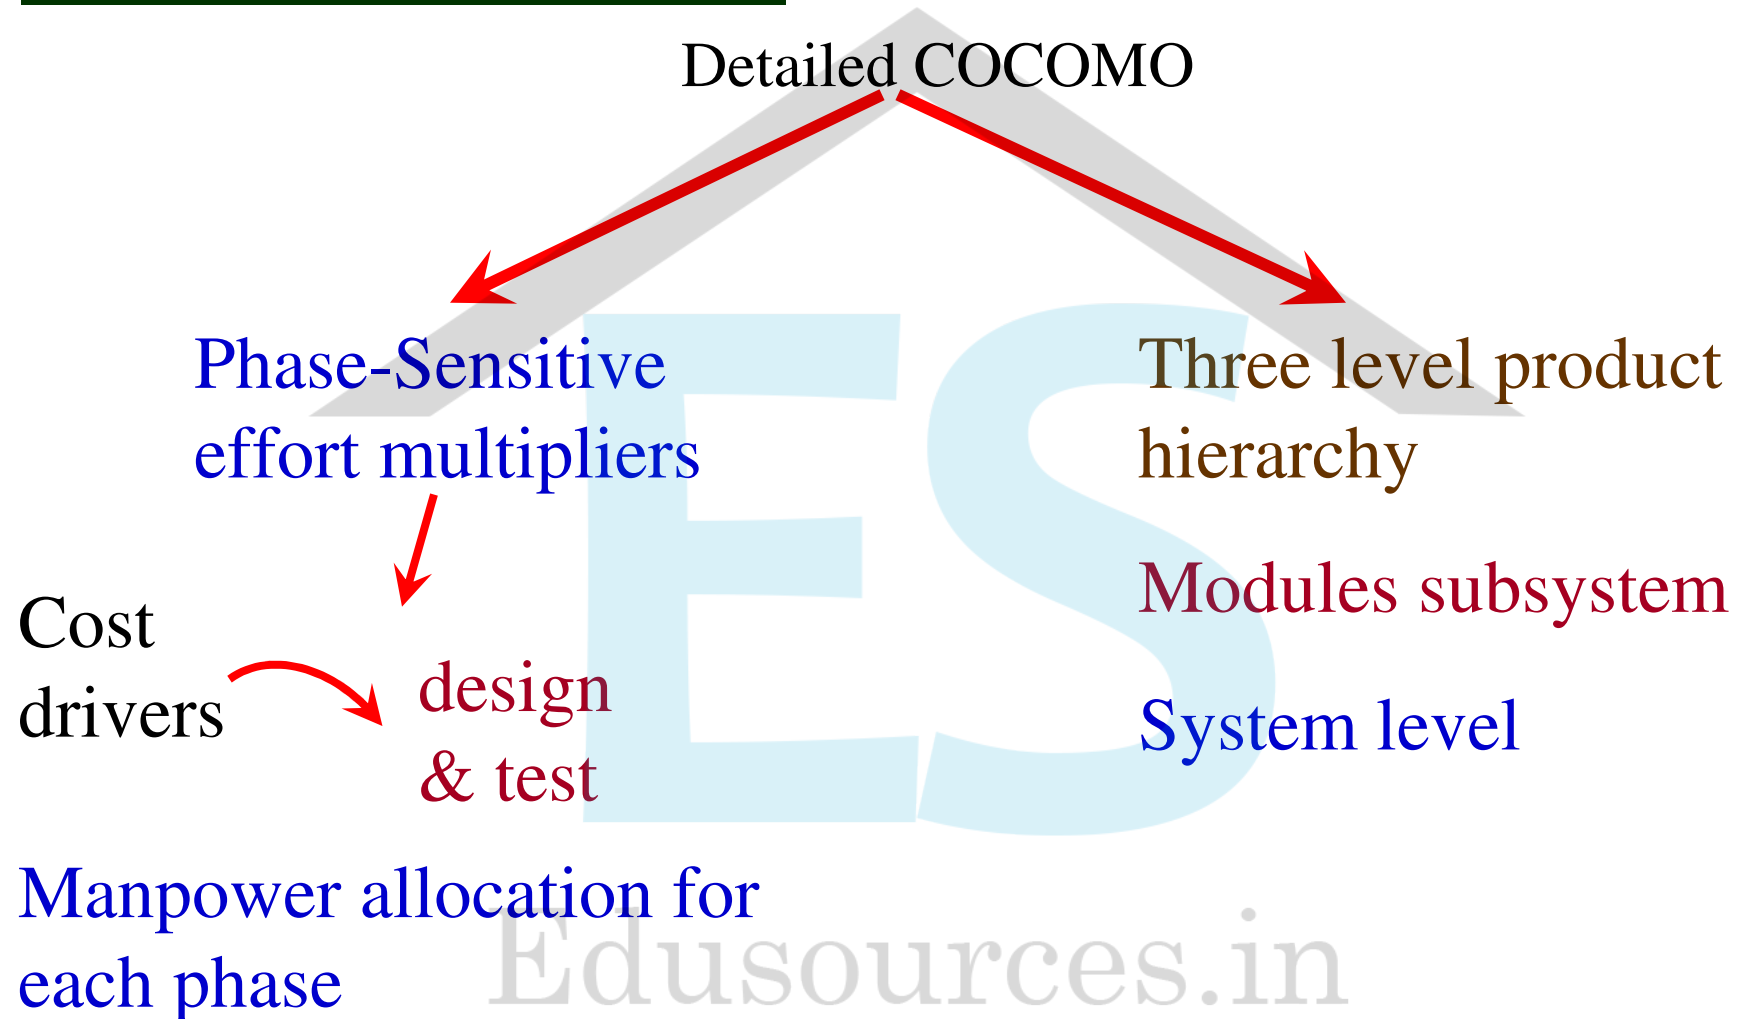 Detailed COCOMO
Phase-Sensitive
effort multipliers
Three level product
hierarchy
Modules subsystem
System level
Cost
drivers
design
& test
Manpower allocation for
each phase
ES
Edusources.in